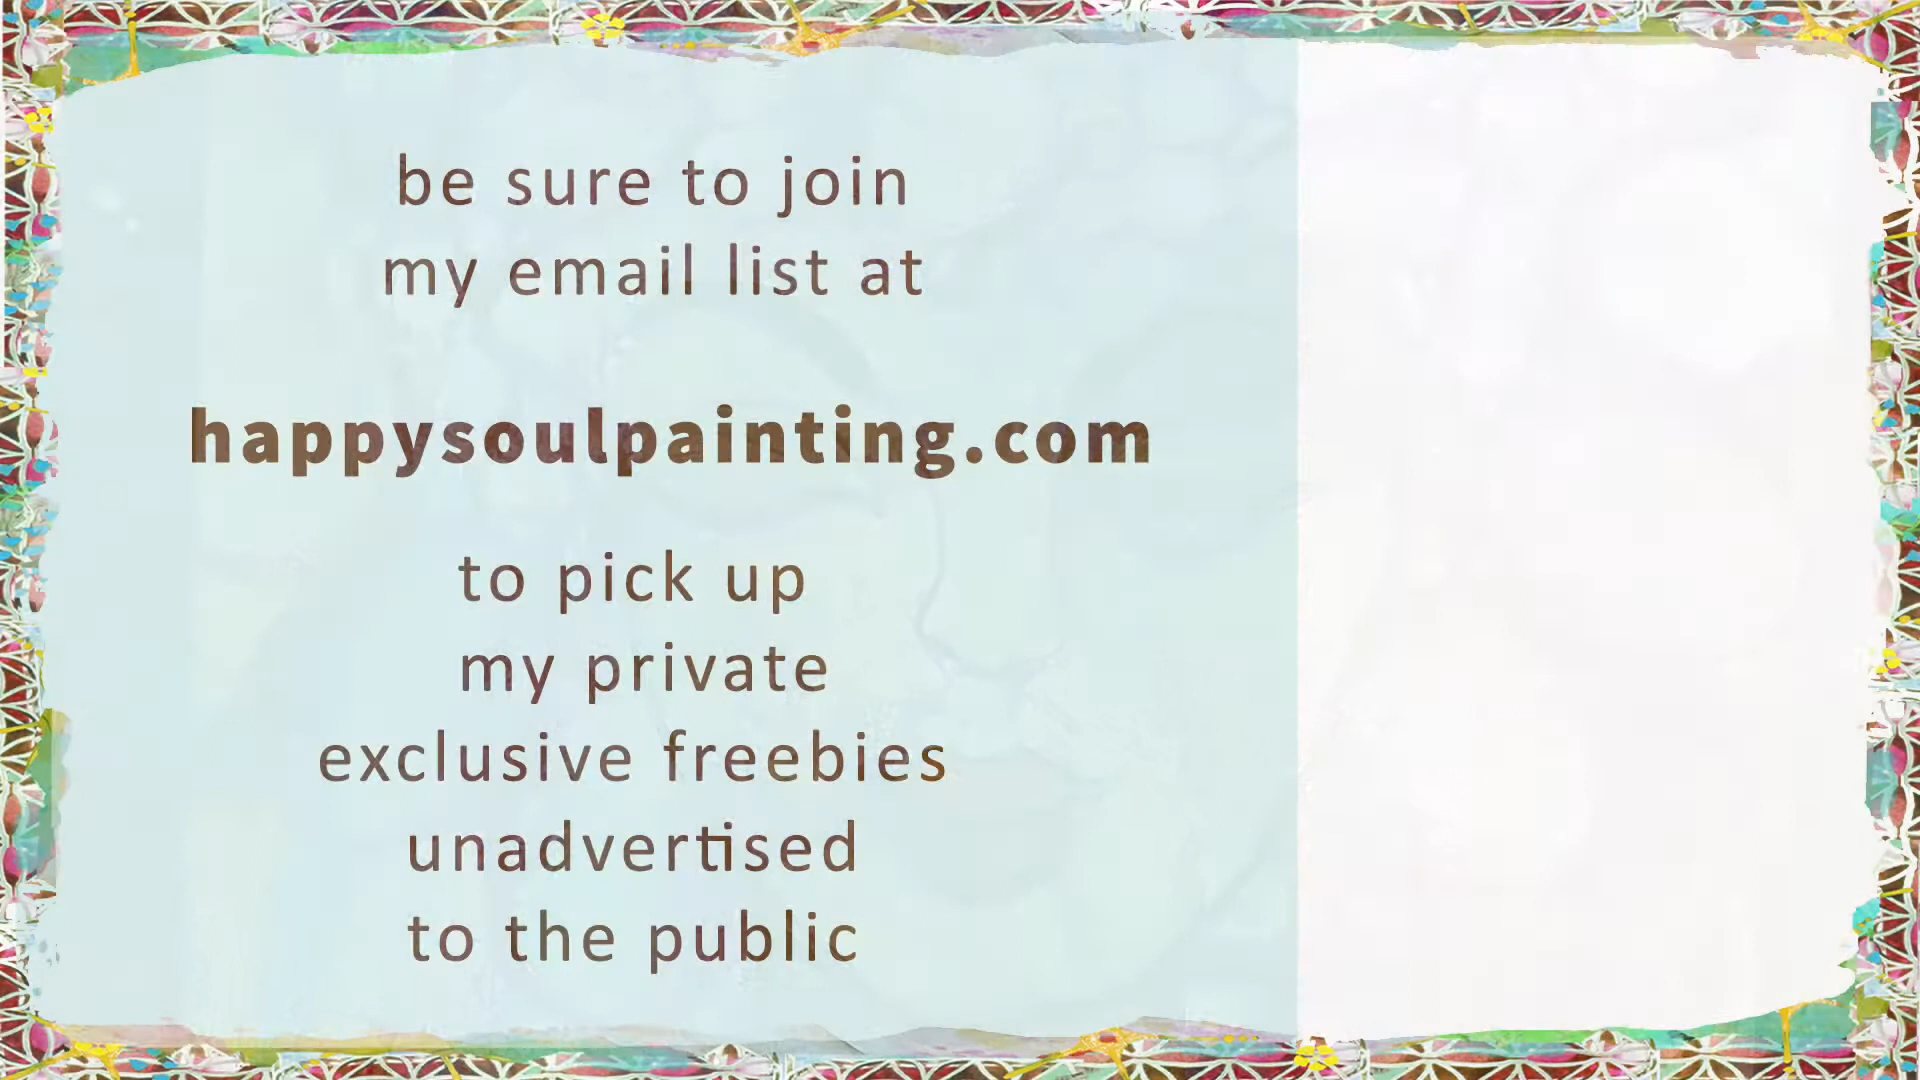 be sure to join
my email list at
happysoulpainting.com
to pick up
my private
exclusive freebies
unadvertised
to the public